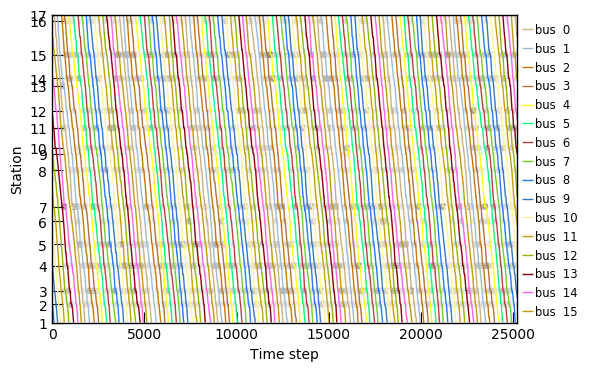 17
16
15
14
13
12
11
10
9
8
7
6
5
4
3
2
1
Station
0 5000 10000 15000 20000 25000
Time step
bus 0
bus 1
bus 2
bus 3
bus 4
bus 5
bus 6
bus 7
bus 8
bus 9
bus 10
bus 11
bus 12
bus 13
bus 14
bus 15